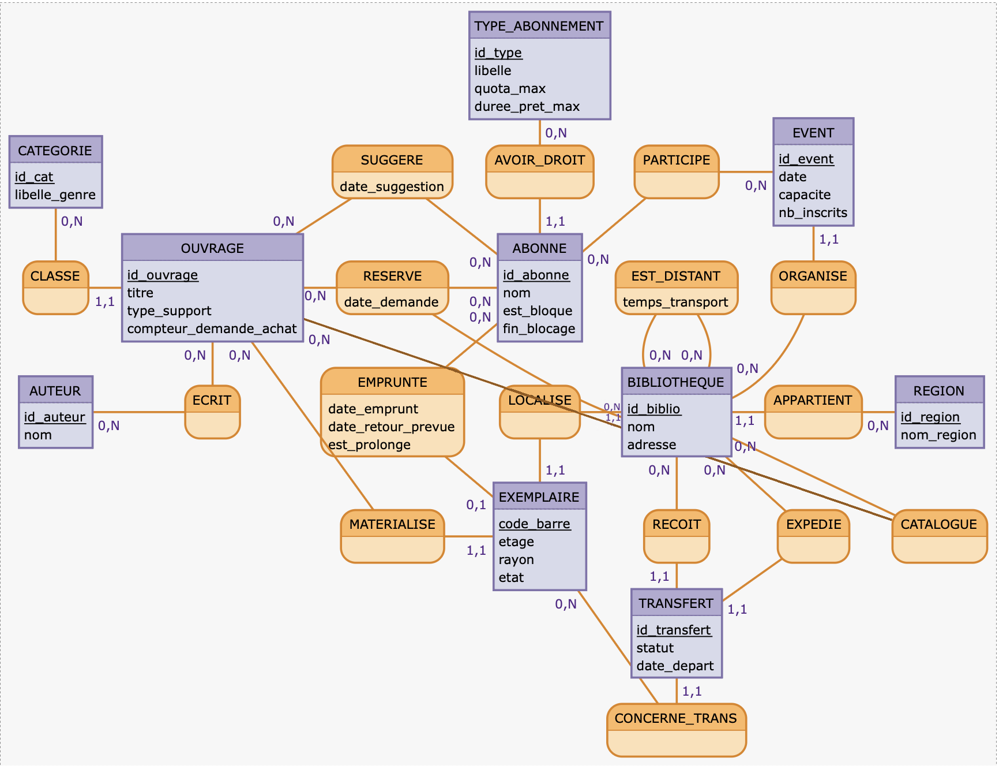 TYPE_ABONNEMENT
id_type
libelle
quota_max
duree_pret_max
0,N
CATEGORIE
id_cat
libelle_genre
0,N
SUGGERE
date_suggestion
0,N
0,N
AVOIR_DROIT
1,1
PARTICIPE
0,N
0,N
EVENT
id_event
date
capacite
nb_inscrits
1,1
CLASSE
1,1
OUVRAGE
id_ouvrage
titre
type_support
compteur_demande_achat
0,N
0,N
0,N
0,N
RESERVE
date_demande
0,N
0,N
ABONNE
id_abonne
nom
est_bloque
fin_blocage
EST_DISTANT
temps_transport
0,N
0,N
ORGANISE
0,N
AUTEUR
id_auteur
nom
0,N
ECRIT
EMPRUNTE
date_emprunt
date_retour_prevue
est_prolonge
0,1
LOCALISE
0,N
1,1
1,1
BIBLIOTHEQUE
id_biblio
nom
adresse
1,1
0,N
0,N
0,N
APPARTIENT
0,N
REGION
id_region
nom_region
MATERIALISE
1,1
EXEMPLAIRE
code_barre
etage
rayon
etat
0,N
RECOIT
1,1
EXPEDIE
1,1
CATALOGUE
TRANSFERT
id_transfert
statut
date_depart
1,1
CONCERNE_TRANS